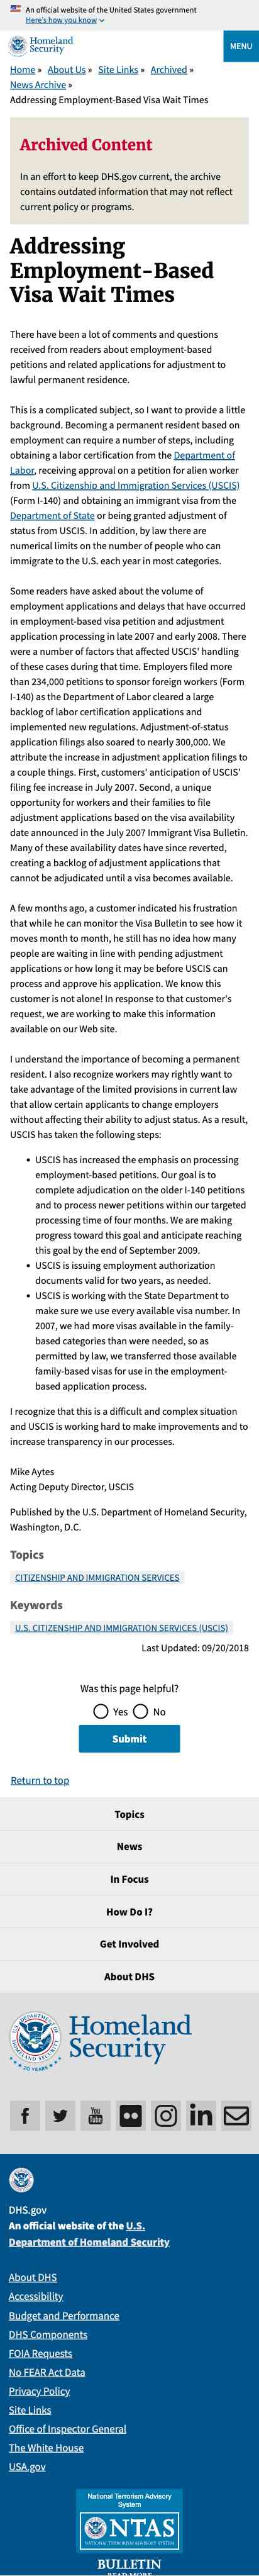 An official website of the United States government
Here's how you know
Homeland
Security
MENU
Home » About Us » Site Links » Archived »
News Archive »
Addressing Employment-Based Visa Wait Times
Archived Content
In an effort to keep DHS.gov current, the archive
contains outdated information that may not reflect
current policy or programs.
Addressing
Employment-Based
Visa Wait Times
There have been a lot of comments and questions
received from readers about employment-based
petitions and related applications for adjustment to
lawful permanent residence.
This is a complicated subject, so I want to provide a little
background. Becoming a permanent resident based on
employment can require a number of steps, including
obtaining a labor certification from the Department of
Labor, receiving approval on a petition for alien worker
from U.S. Citizenship and Immigration Services (USCIS)
(Form I-140) and obtaining an immigrant visa from the
Department of State or being granted adjustment of
status from USCIS. In addition, by law there are
numerical limits on the number of people who can
immigrate to the U.S. each year in most categories.
Some readers have asked about the volume of
employment applications and delays that have occurred
in employment-based visa petition and adjustment
application processing in late 2007 and early 2008. There
were a number of factors that affected USCIS' handling
of these cases during that time. Employers filed more
than 234,000 petitions to sponsor foreign workers (Form
I-140) as the Department of Labor cleared a large
backlog of labor certification applications and
implemented new regulations. Adjustment-of-status
application filings also soared to nearly 300,000. We
attribute the increase in adjustment application filings to
a couple things. First, customers' anticipation of USCIS'
filing fee increase in July 2007. Second, a unique
opportunity for workers and their families to file
adjustment applications based on the visa availability
date announced in the July 2007 Immigrant Visa Bulletin.
Many of these availability dates have since reverted,
creating a backlog of adjustment applications that
cannot be adjudicated until a visa becomes available.
A few months ago, a customer indicated his frustration
that while he can monitor the Visa Bulletin to see how it
moves month to month, he still has no idea how many
people are waiting in line with pending adjustment
applications or how long it may be before USCIS can
process and approve his application. We know this
customer is not alone! In response to that customer's
request, we are working to make this information
available on our Web site.
I understand the importance of becoming a permanent
resident. I also recognize workers may rightly want to
take advantage of the limited provisions in current law
that allow certain applicants to change employers
without affecting their ability to adjust status. As a result,
USCIS has taken the following steps:
• USCIS has increased the emphasis on processing
employment-based petitions. Our goal is to
complete adjudication on the older I-140 petitions
and to process newer petitions within our targeted
processing time of four months. We are making
progress toward this goal and anticipate reaching
this goal by the end of September 2009.
• USCIS is issuing employment authorization
documents valid for two years, as needed.
• USCIS is working with the State Department to
make sure we use every available visa number. In
2007, we had more visas available in the family-
based categories than were needed, so as
permitted by law, we transferred those available
family-based visas for use in the employment-
based application process.
I recognize that this is a difficult and complex situation
and USCIS is working hard to make improvements and to
increase transparency in our processes.
Mike Aytes
Acting Deputy Director, USCIS
Published by the U.S. Department of Homeland Security,
Washington, D.C.
Topics
CITIZENSHIP AND IMMIGRATION SERVICES
Keywords
U.S. CITIZENSHIP AND IMMIGRATION SERVICES (USCIS)
Last Updated: 09/20/2018
Was this page helpful?
Yes No
Submit
Return to top
Topics
News
In Focus
How Do I?
Get Involved
About DHS
Homeland
Security
20 YEARS
You
Tube
DHS.gov
An official website of the U.S.
Department of Homeland Security
About DHS
Accessibility
Budget and Performance
DHS Components
FOIA Requests
No FEAR Act Data
Privacy Policy
Site Links
Office of Inspector General
The White House
USA.gov
National Terrorism Advisory
System
NTAS
NATIONAL TERRORISM ADVISORY SYSTEM
BULLETIN
READ MORE